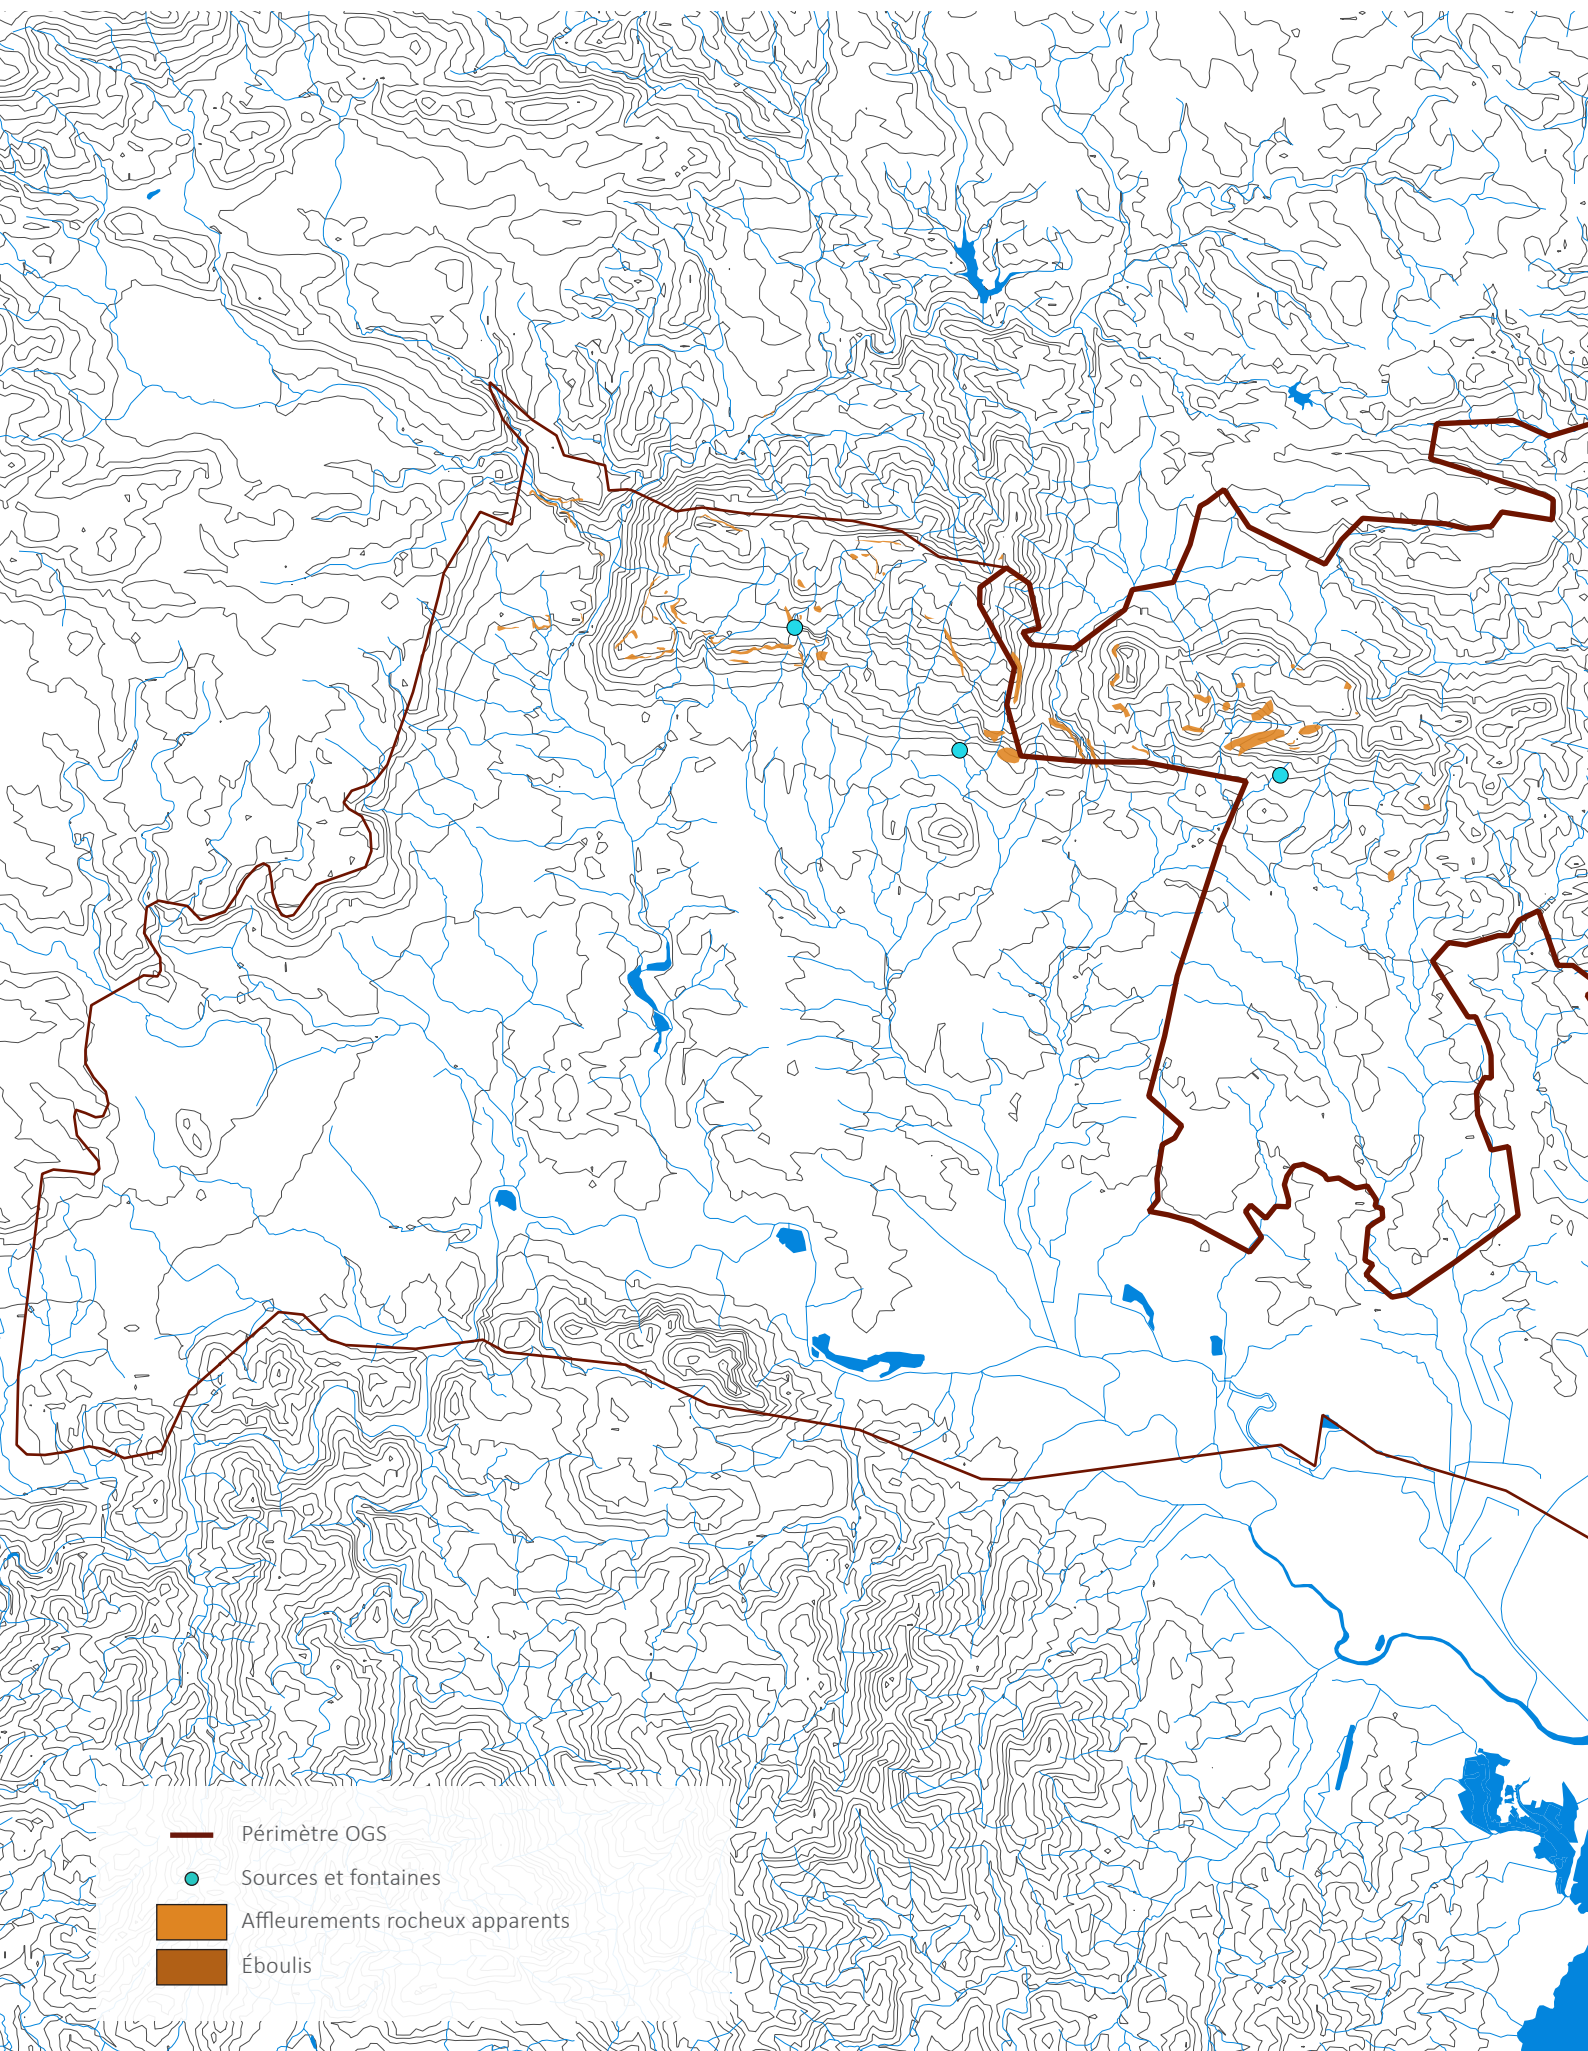 Périmètre OGS
Sources et fontaines
Affleurements rocheux apparents
Éboulis